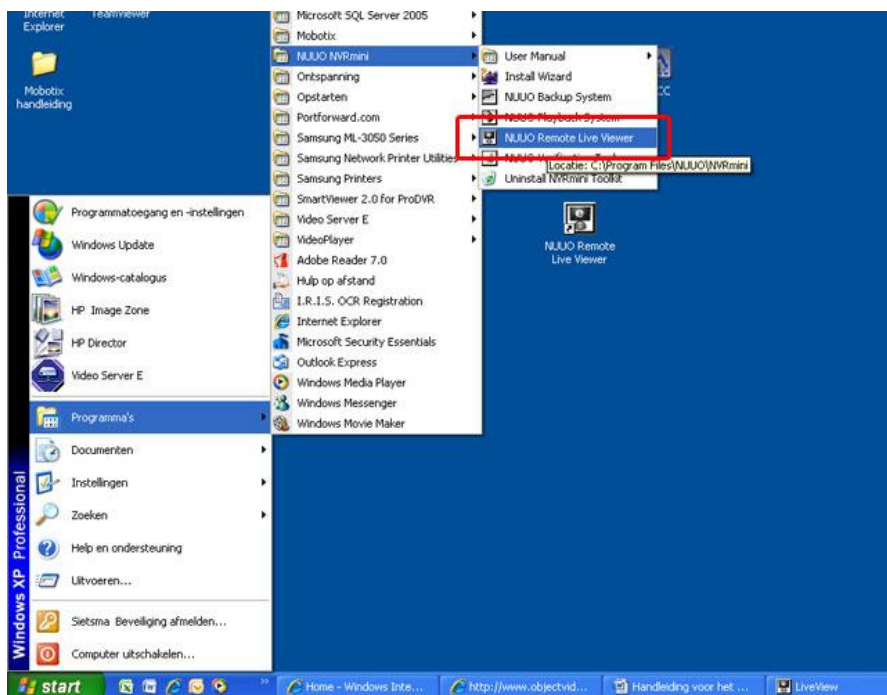 Internet
Explorer
TeamViewer
Mobotix
handleiding
Microsoft SQL Server 2005
Mobotix
NUUO NVRmini
Ontspanning
Opstarten
Portforward.com
Samsung ML-3050 Series
Samsung Network Printer Utilities
Samsung Printers
SmartViewer 2.0 for ProDVR
Video Server E
VideoPlayer
Adobe Reader 7.0
Hulp op afstand
I.R.I.S. OCR Registration
Internet Explorer
Microsoft Security Essentials
Outlook Express
Windows Media Player
Windows Messenger
Windows Movie Maker
User Manual
Install Wizard
NUUO Backup System
NUUO Playback System
NUUO Remote Live Viewer
NUUO Verification Tool
Locatie: C:\Program Files\NUUO\NVRmini
Uninstall NVRmini Toolkit
NUUO Remote
Live Viewer
Programmatoegang en -instellingen
Windows Update
Windows-catalogus
HP Image Zone
HP Director
Video Server E
Programma's
Documenten
Instellingen
Zoeken
Help en ondersteuning
Uitvoeren...
Sietsma Beveiliging afmelden...
Computer uitschakelen...
Windows XP Professional
start
Home - Windows Inte...
http://www.objectvid...
Handleiding voor het ...
LiveView